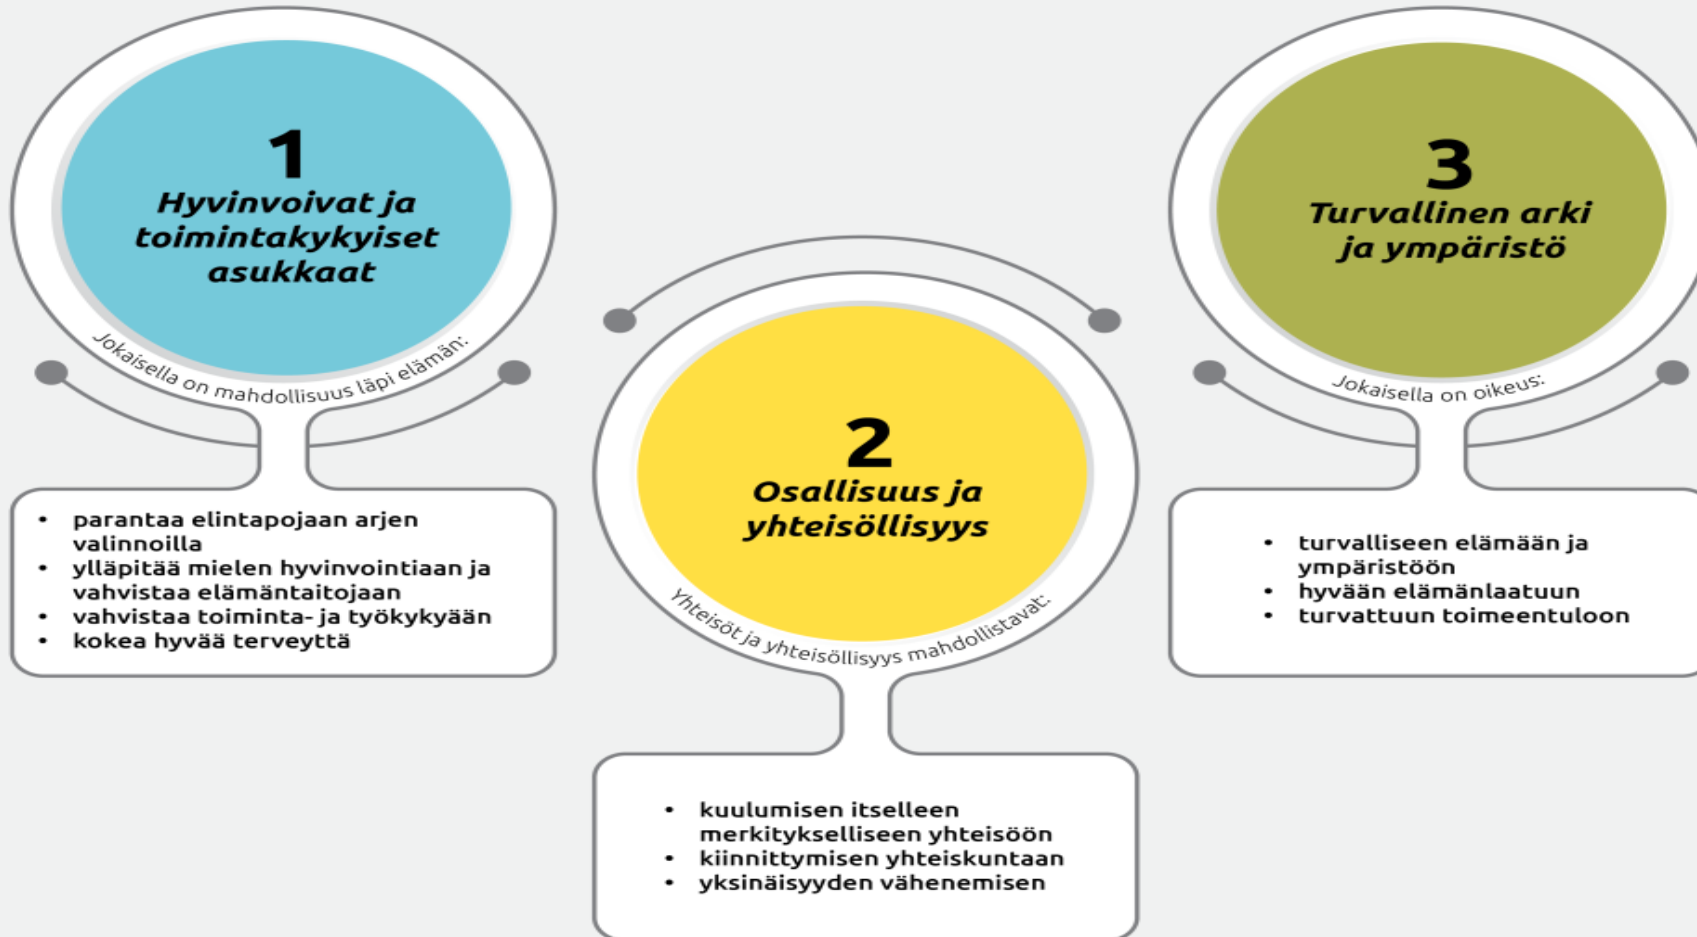 1
Hyvinvoivat ja
toimintakykyiset
asukkaat
Jokaisella on mahdollisuus läpi elämän:
• parantaa elintapojaan arjen
valinnoilla
• ylläpitää mielen hyvinvointiaan ja
vahvistaa elämäntaitojaan
• vahvistaa toiminta- ja työkykyään
• kokea hyvää terveyttä
2
Osallisuus ja
yhteisöllisyys
Yhteisöt ja yhteisöllisyys mahdollistavat:
• kuulumisen itselleen
merkitykselliseen yhteisöön
• kiinnittymisen yhteiskuntaan
• yksinäisyyden vähenemisen
3
Turvallinen arki
ja ympäristö
Jokaisella on oikeus:
• turvalliseen elämään ja
ympäristöön
• hyvään elämänlaatuun
• turvattuun toimeentuloon